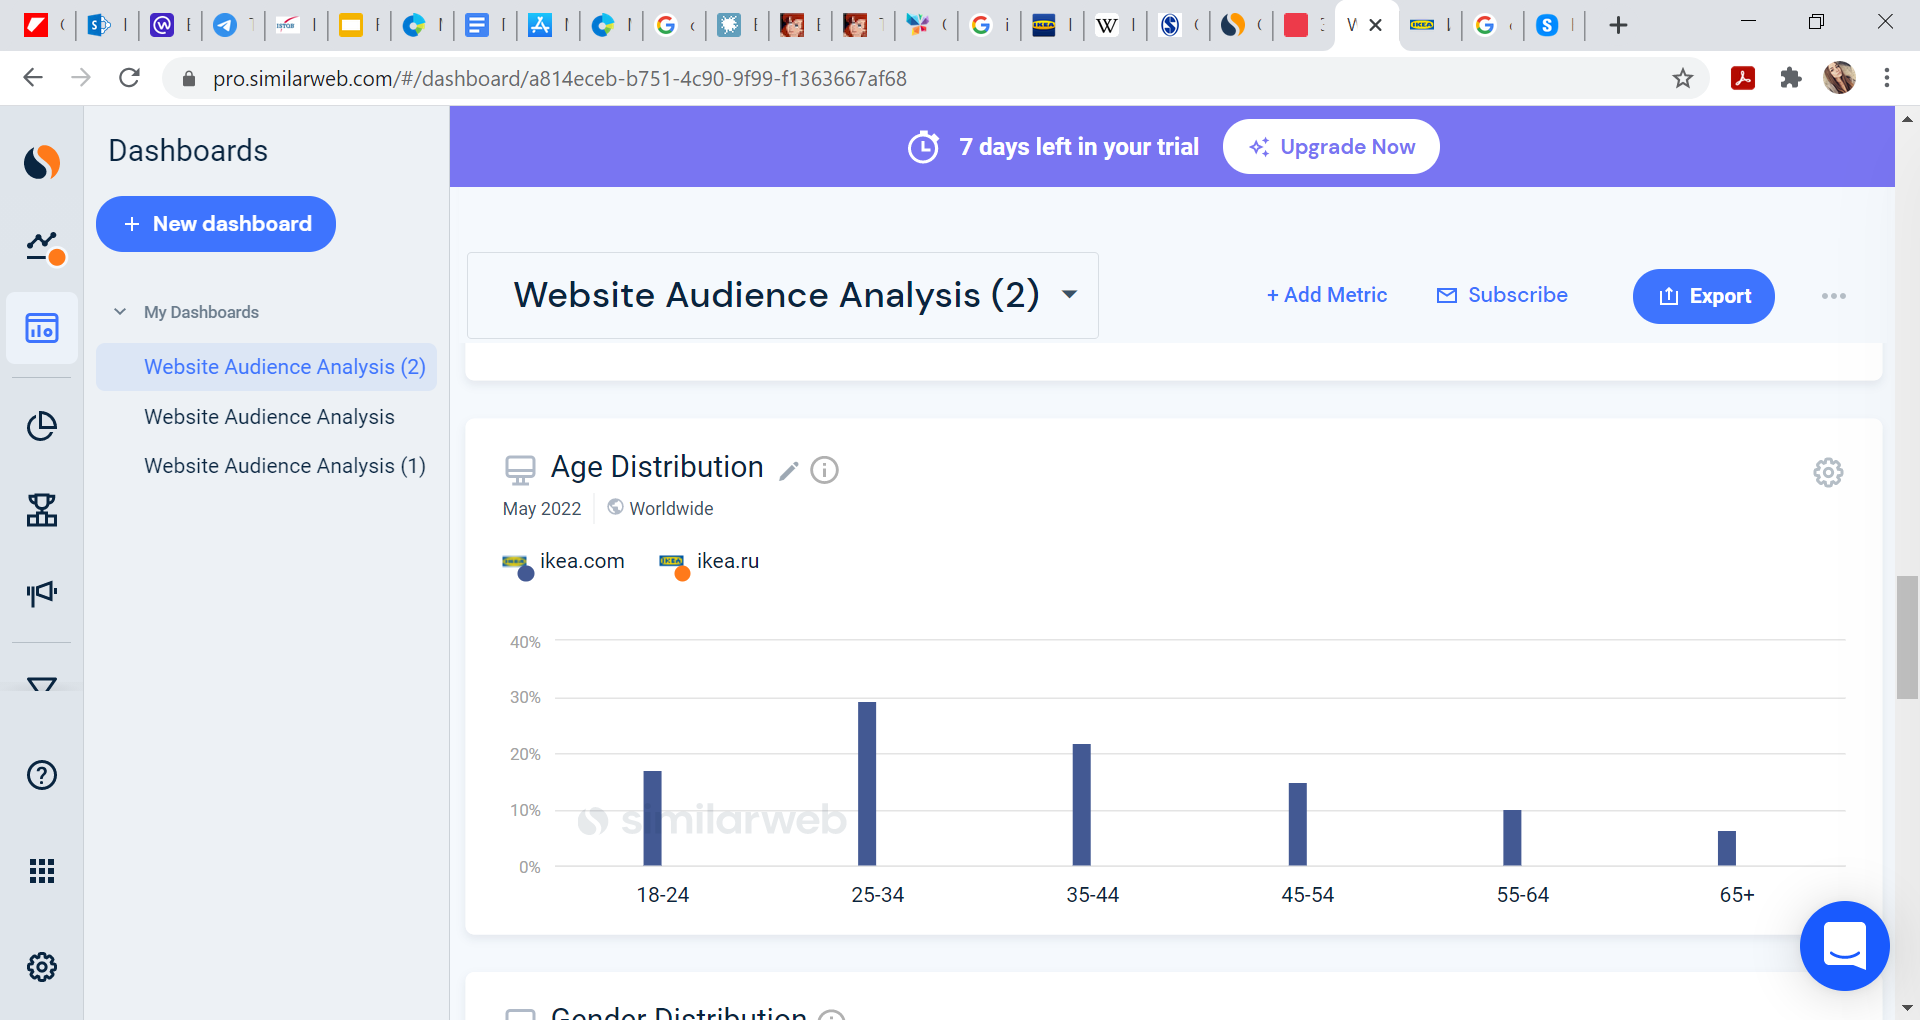 pro.similarweb.com/#/dashboard/a814eceb-b751-4c90-9f99-f1363667af68
7 days left in your trial
Upgrade Now
Dashboards
+ New dashboard
My Dashboards
Website Audience Analysis (2)
Website Audience Analysis
Website Audience Analysis (1)
Website Audience Analysis (2)
+ Add Metric
Subscribe
Export
Age Distribution
May 2022
Worldwide
ikea.com
ikea.ru
40%
30%
20%
10%
0%
similarweb
18-24
25-34
35-44
45-54
55-64
65+
Gender Distribution